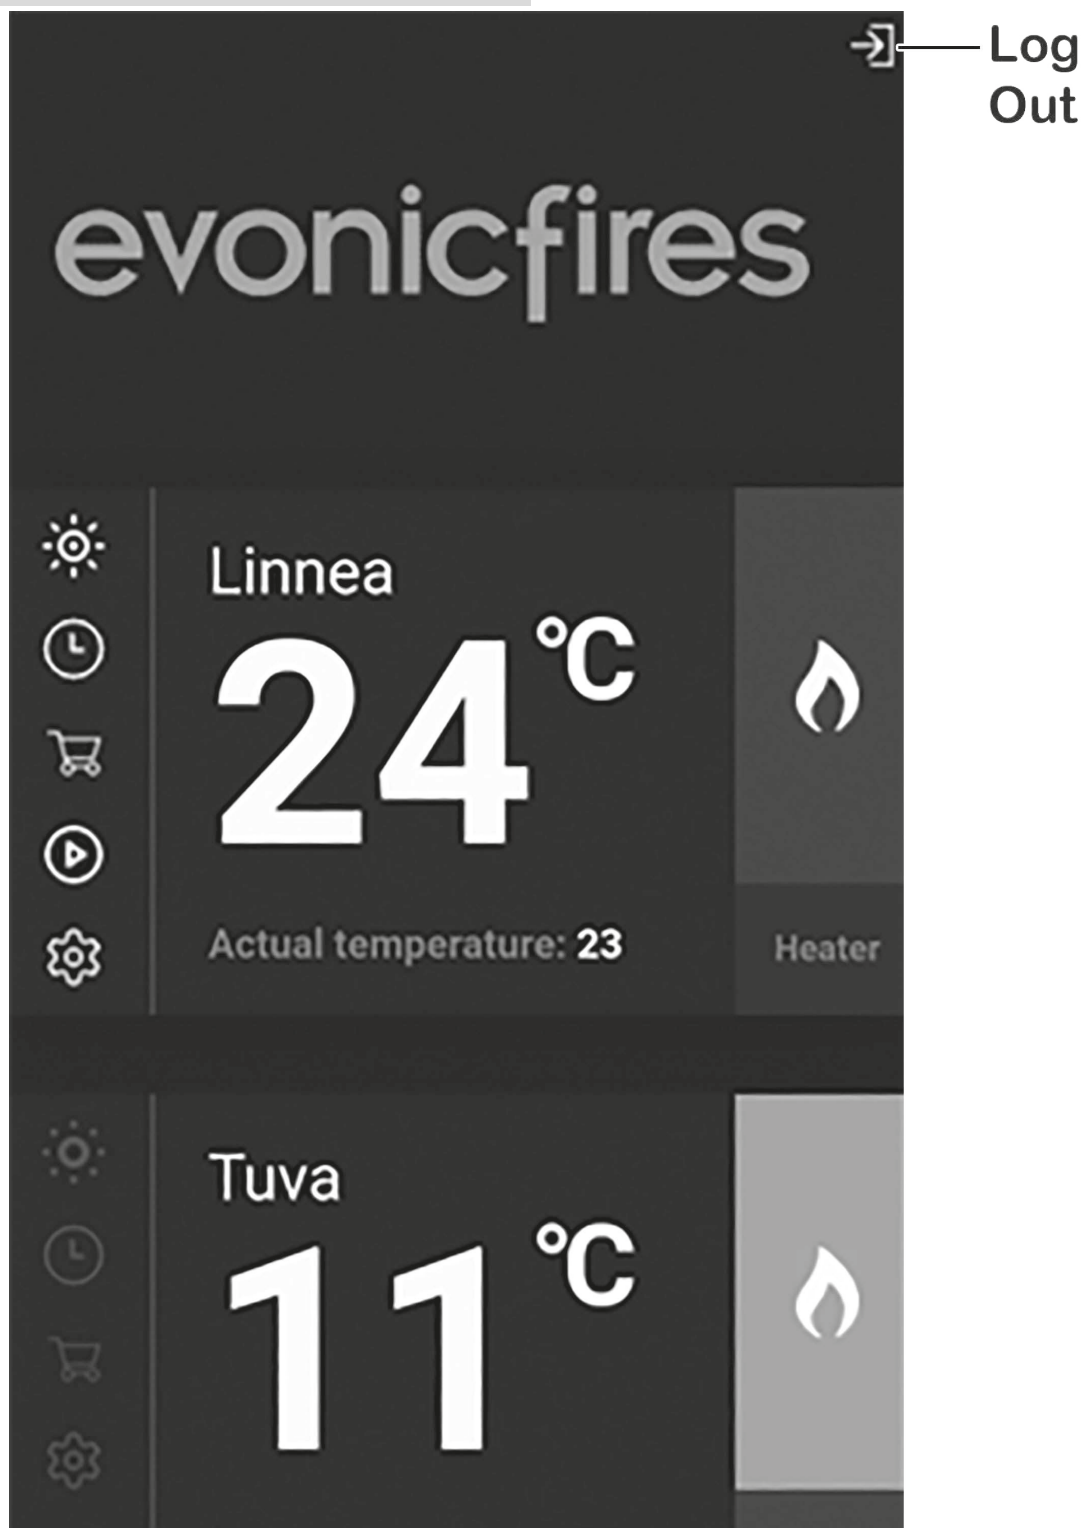 Log
Out
evonicfires
Linnea
24°C
Actual temperature: 23
Heater
Tuva
11°C